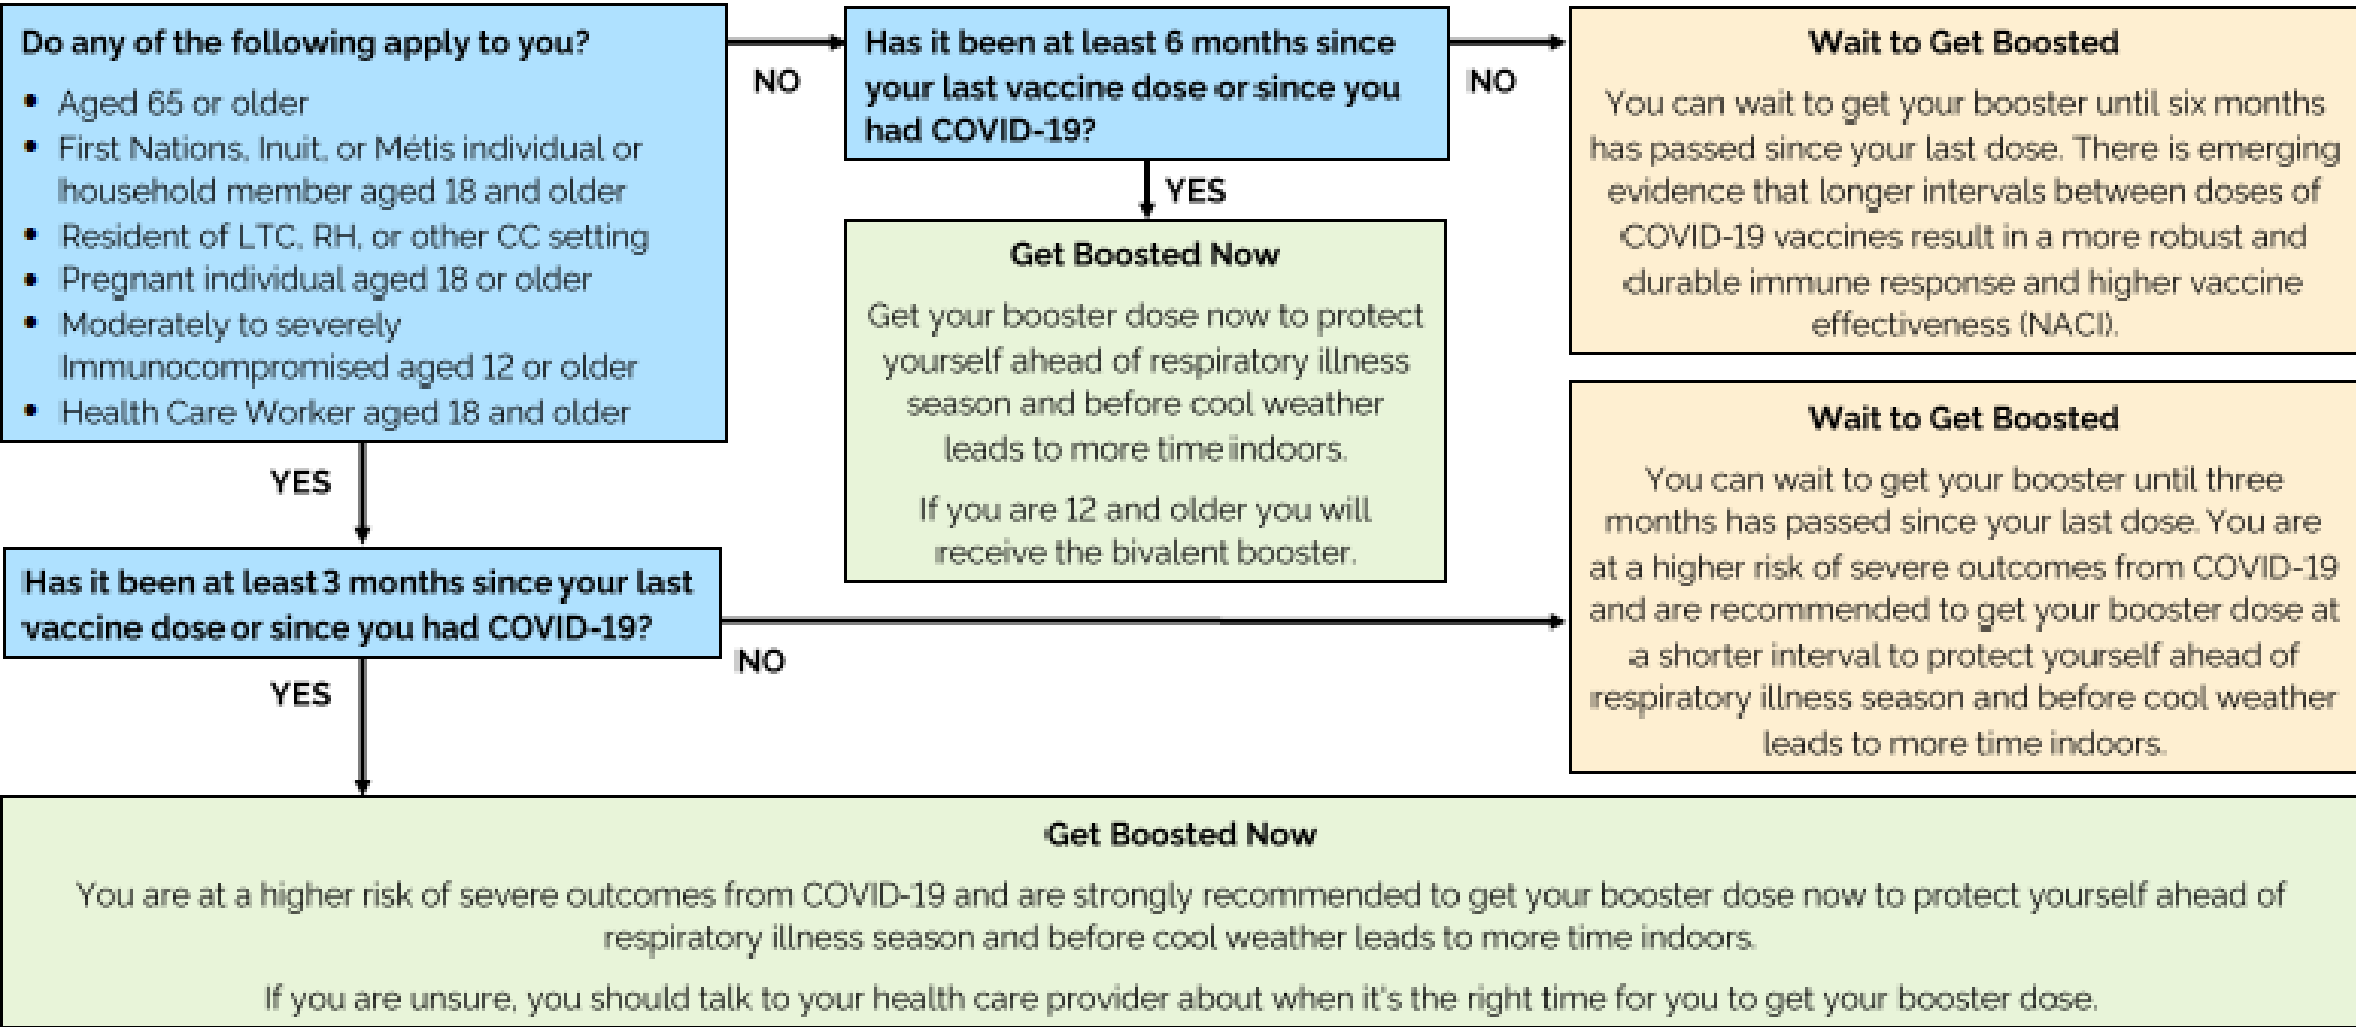 Do any of the following apply to you?
• Aged 65 or older
• First Nations, Inuit, or Métis individual or
household member aged 18 and older
• Resident of LTC, RH, or other CC setting
• Pregnant individual aged 18 or older
• Moderately to severely
Immunocompromised aged 12 or older
• Health Care Worker aged 18 and older
NO
Has it been at least 6 months since
your last vaccine dose or since you
had COVID-19?
NO
Wait to Get Boosted
You can wait to get your booster until six months
has passed since your last dose. There is emerging
evidence that longer intervals between doses of
COVID-19 vaccines result in a more robust and
durable immune response and higher vaccine
effectiveness (NACI).
YES
Get Boosted Now
Get your booster dose now to protect
yourself ahead of respiratory illness
season and before cool weather
leads to more time indoors.
If you are 12 and older you will
receive the bivalent booster.
YES
Has it been at least 3 months since your last
vaccine dose or since you had COVID-19?
NO
Wait to Get Boosted
You can wait to get your booster until three
months has passed since your last dose. You are
at a higher risk of severe outcomes from COVID-19
and are recommended to get your booster dose at
a shorter interval to protect yourself ahead of
respiratory illness season and before cool weather
leads to more time indoors.
YES
Get Boosted Now
You are at a higher risk of severe outcomes from COVID-19 and are strongly recommended to get your booster dose now to protect yourself ahead of
respiratory illness season and before cool weather leads to more time indoors.
If you are unsure, you should talk to your health care provider about when it's the right time for you to get your booster dose.